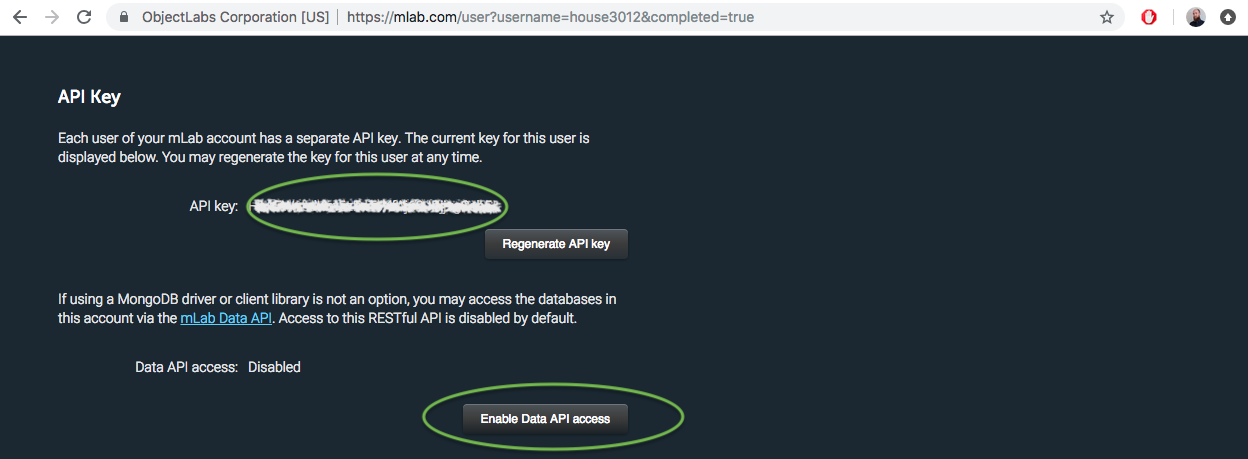 ObjectLabs Corporation [US] | https://mlab.com/user?username=house3012&completed=true
API Key
Each user of your mLab account has a separate API key. The current key for this user is
displayed below. You may regenerate the key for this user at any time.
API key:
Regenerate API key
If using a MongoDB driver or client library is not an option, you may access the databases in
this account via the mLab Data API. Access to this RESTful API is disabled by default.
Data API access: Disabled
Enable Data API access